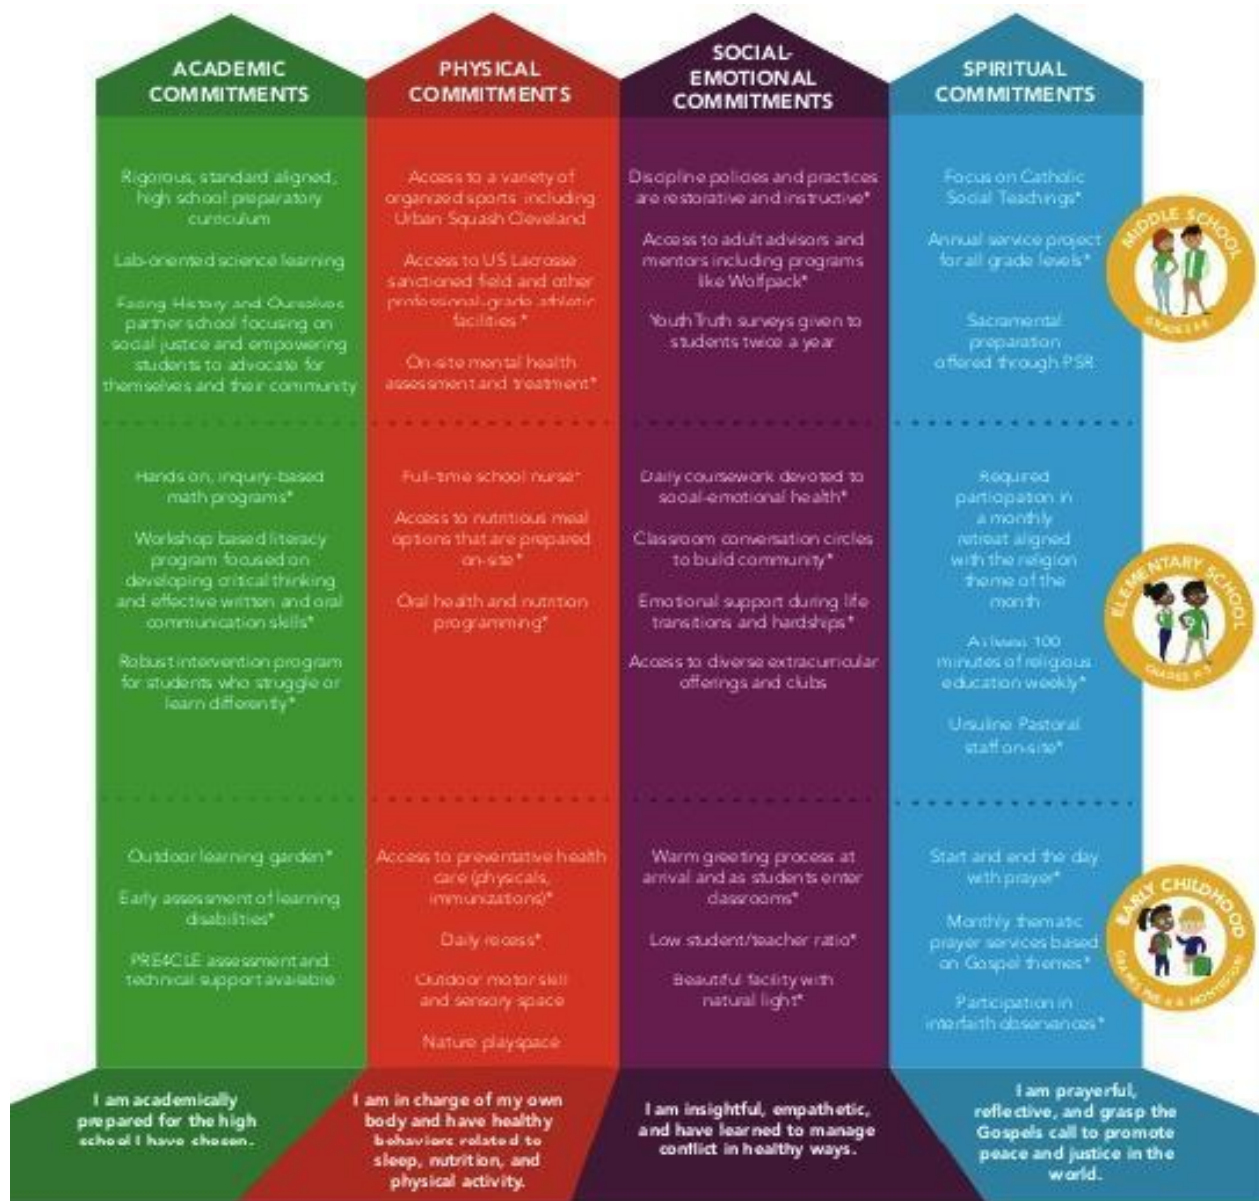 ACADEMIC
COMMITMENTS
Rigorous, standard aligned,
high school preparatory
curriculum
Lab-oriented science learning
Facing History and Ourselves
partner school focusing on
social justice and empowering
students to advocate for
themselves and their community
Hands on, inquiry-based
math programs*
Workshop based literacy
program focused on
developing critical thinking
and effective written and oral
communication skills*
Robust intervention program
for students who struggle or
learn differently*
Outdoor learning garden*
Early assessment of learning
disabilities*
PRE4CLE assessment and
technical support available
I am academically
prepared for the high
school I have chosen.
PHYSICAL
COMMITMENTS
Access to a variety of
organized sports including
Urban Squash Cleveland
Access to US Lacrosse
sanctioned field and other
professional-grade athletic
facilities *
On-site mental health
assessment and treatment*
Full-time school nurse*
Access to nutritious meal
options that are prepared
on-site*
Oral health and nutrition
programming*
Access to preventative health
care (physicals,
immunizations)*
Daily recess*
Outdoor motor skill
and sensory space
Nature playspace
I am in charge of my own
body and have healthy
behaviors related to
sleep, nutrition, and
physical activity.
SOCIAL-
EMOTIONAL
COMMITMENTS
Discipline policies and practices
are restorative and instructive*
Access to adult advisors and
mentors including programs
like Wolfpack*
YouthTruth surveys given to
students twice a year
Daily coursework devoted to
social-emotional health*
Classroom conversation circles
to build community*
Emotional support during life
transitions and hardships*
Access to diverse extracurricular
offerings and clubs
Warm greeting process at
arrival and as students enter
classrooms*
Low student/teacher ratio*
Beautiful facility with
natural light*
I am insightful, empathetic,
and have learned to manage
conflict in healthy ways.
SPIRITUAL
COMMITMENTS
Focus on Catholic
Social Teachings*
Annual service project
for all grade levels*
Sacramental
preparation
offered through PSR
Required
participation in
a monthly
retreat aligned
with the religion
theme of the
month
At least 100
minutes of religious
education weekly*
Ursuline Pastoral
staff on-site*
Start and end the day
with prayer*
Monthly thematic
prayer services based
on Gospel themes*
Participation in
interfaith observances*
I am prayerful,
reflective, and grasp the
Gospels call to promote
peace and justice in the
world.
MIDDLE SCHOOL
GRADES
ELEMENTARY SCHOOL
GRADES K-5
EARLY CHILDHOOD
GRADES PRE-K &